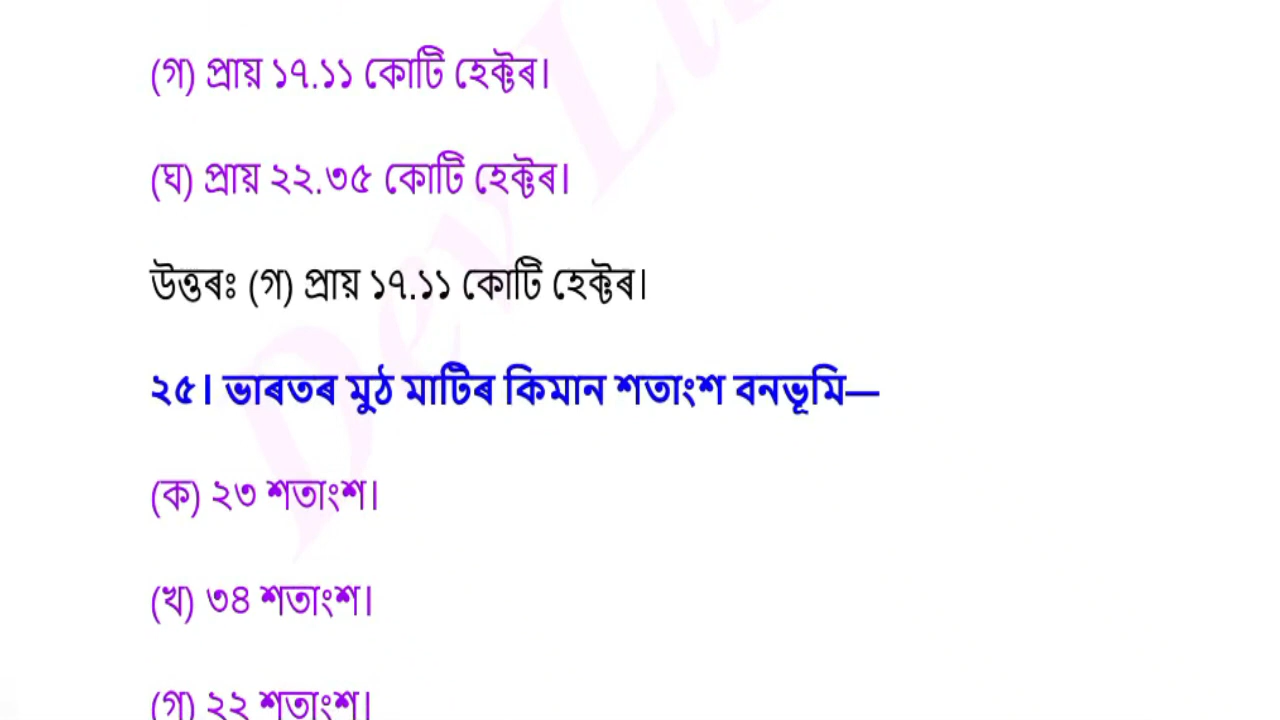 (গ) প্ৰায় ১৭.১১ কোটি হেক্টৰ।
(ঘ) প্ৰায় ২২.৩৫ কোটি হেক্টৰ।
উত্তৰঃ (গ) প্ৰায় ১৭.১১ কোটি হেক্টৰ।
২৫। ভাৰতৰ মুঠ মাটিৰ কিমান শতাংশ বনভূমি—
(ক) ২৩ শতাংশ।
(খ) ৩৪ শতাংশ।
(গ) ২২ শতাংশ।